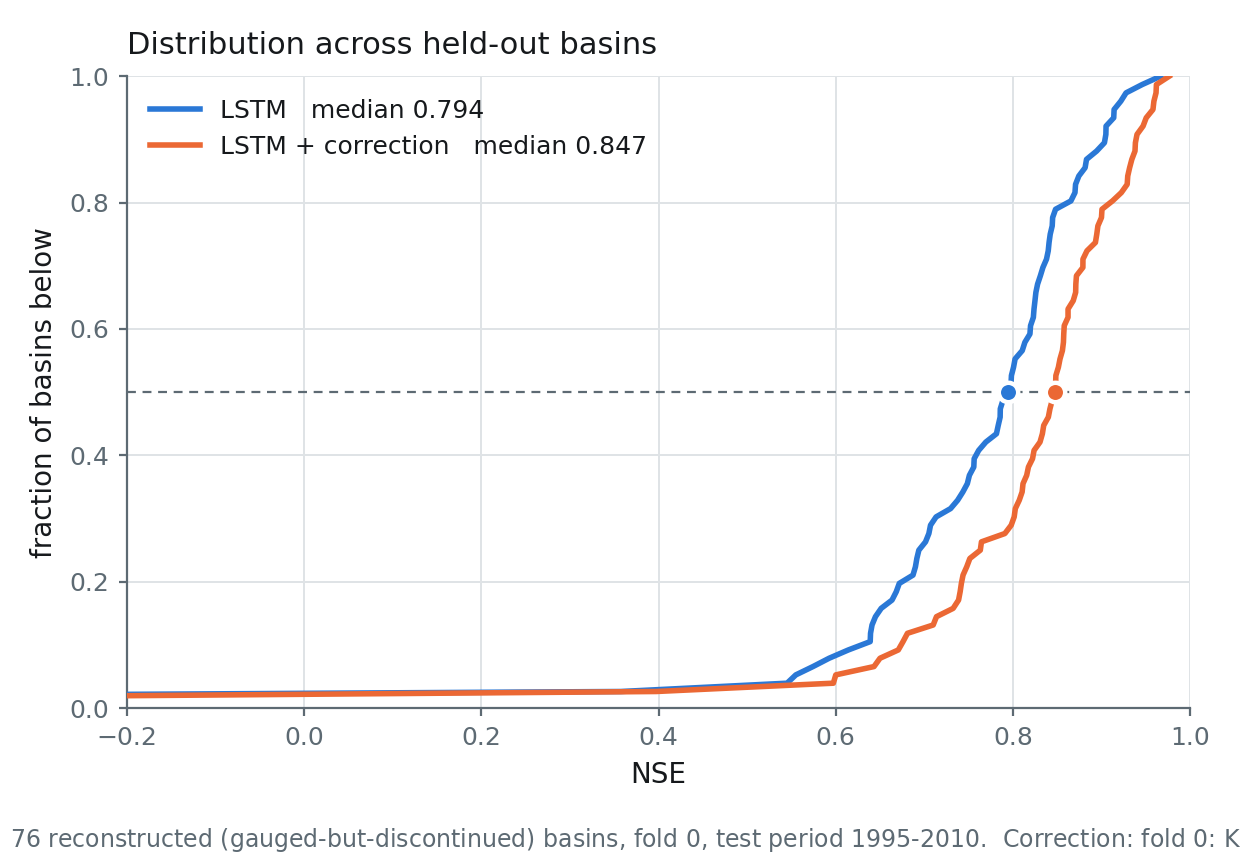 Distribution across held-out basins
1.0
LSTM   median 0.794
LSTM + correction   median 0.847
0.8
0.6
0.4
0.2
0.0
fraction of basins below
−0.2 0.0 0.2 0.4 0.6 0.8 1.0
NSE
76 reconstructed (gauged-but-discontinued) basins, fold 0, test period 1995-2010.  Correction: fold 0: K